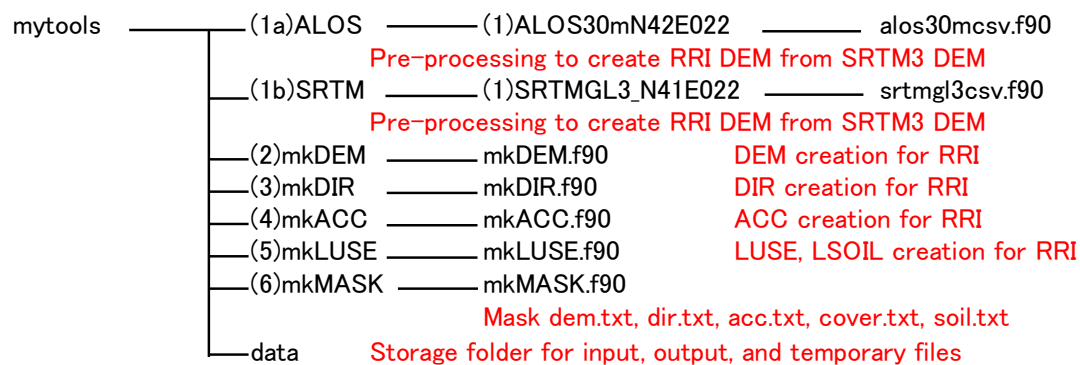 mytools (1a)ALOS (1)ALOS30mN42E022 alos30mcsv.f90
Pre-processing to create RRI DEM from SRTM3 DEM
(1b)SRTM (1)SRTMGL3_N41E022 srtmgl3csv.f90
Pre-processing to create RRI DEM from SRTM3 DEM
(2)mkDEM mkDEM.f90 DEM creation for RRI
(3)mkDIR mkDIR.f90 DIR creation for RRI
(4)mkACC mkACC.f90 ACC creation for RRI
(5)mkLUSE mkLUSE.f90 LUSE, LSOIL creation for RRI
(6)mkMASK mkMASK.f90
Mask dem.txt, dir.txt, acc.txt, cover.txt, soil.txt
data Storage folder for input, output, and temporary files